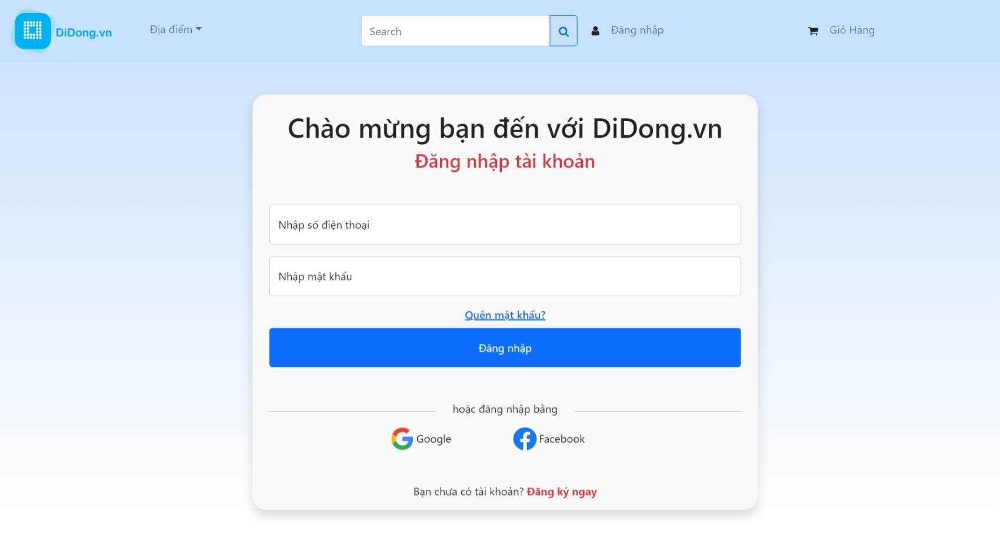 DiDong.vn
Địa điểm
Search
Đăng nhập
Giỏ Hàng
Chào mừng bạn đến với DiDong.vn
Đăng nhập tài khoản
Nhập số điện thoại
Nhập mật khẩu
Quên mật khẩu?
Đăng nhập
hoặc đăng nhập bằng
Google
Facebook
Bạn chưa có tài khoản? Đăng ký ngay